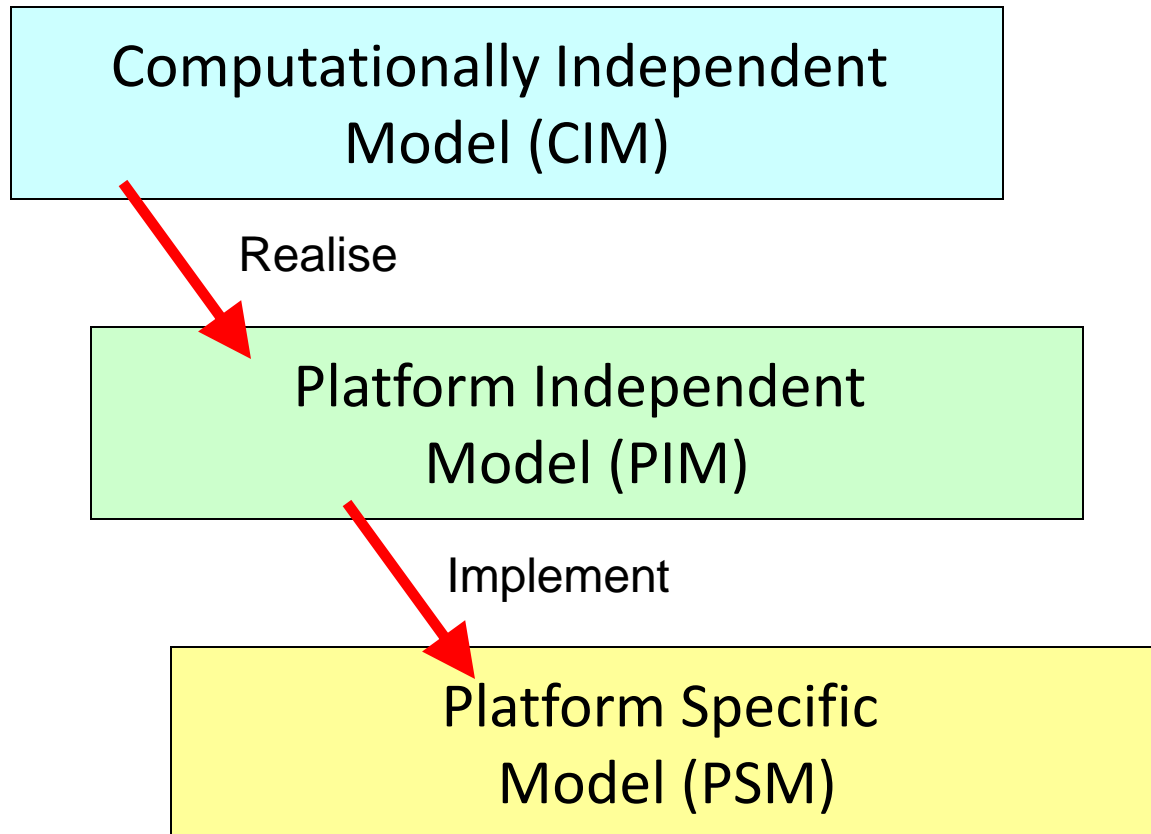 Computationally Independent
Model (CIM)
Realise
Platform Independent
Model (PIM)
Implement
Platform Specific
Model (PSM)